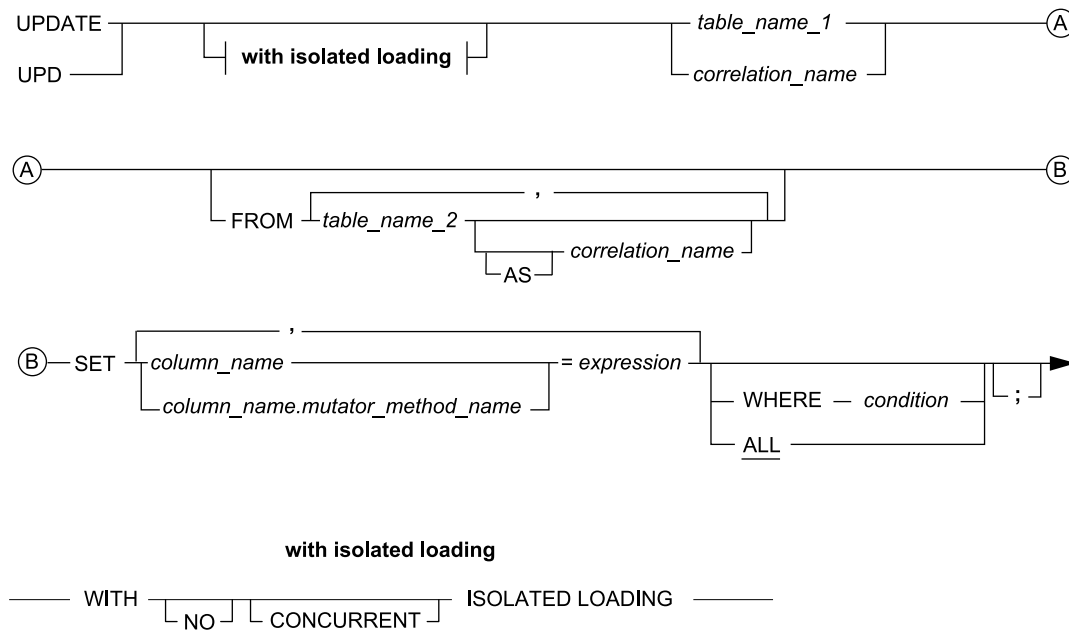 UPDATE table_name_1 A
with isolated loading
UPD correlation_name
A B
,
FROM table_name_2
correlation_name
AS
,
B SET column_name = expression
column_name.mutator_method_name WHERE condition ;
ALL
with isolated loading
WITH ISOLATED LOADING
NO CONCURRENT